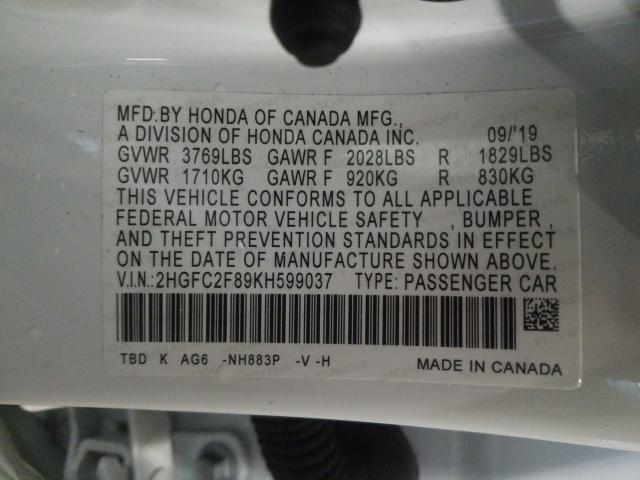 MFD.BY HONDA OF CANADA MFG.,
A DIVISION OF HONDA CANADA INC. 09/'19
GVWR 3769LBS GAWR F 2028LBS R 1829LBS
GVWR 1710KG GAWR F 920KG R 830KG
THIS VEHICLE CONFORMS TO ALL APPLICABLE
FEDERAL MOTOR VEHICLE SAFETY , BUMPER ,
AND THEFT PREVENTION STANDARDS IN EFFECT
ON THE DATE OF MANUFACTURE SHOWN ABOVE.
V.I.N.: 2HGFC2F89KH599037 TYPE: PASSENGER CAR
TBD K AG6 -NH883P -V -H MADE IN CANADA